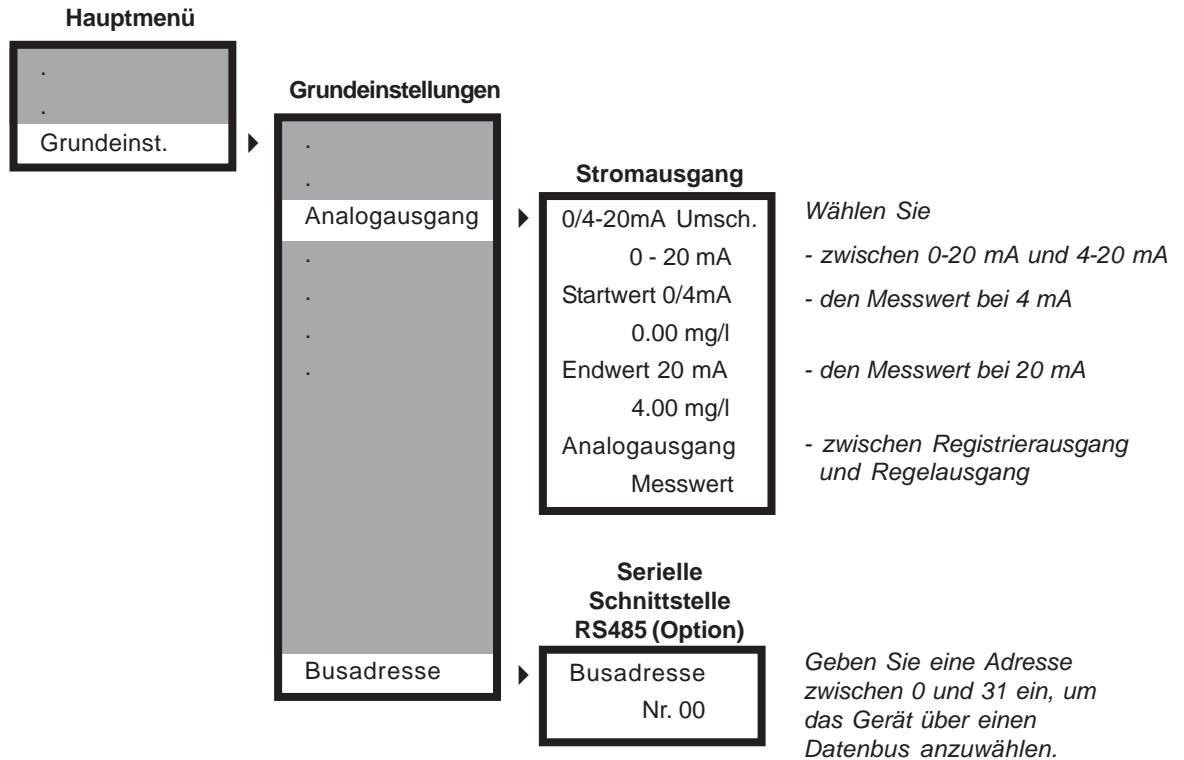 Hauptmenü
.
.
Grundeinst.
Grundeinstellungen
.
.
Analogausgang
.
.
.
.
Busadresse
Stromausgang
0/4-20mA Umsch.
0 - 20 mA
Startwert 0/4mA
0.00 mg/l
Endwert 20 mA
4.00 mg/l
Analogausgang
Messwert
Wählen Sie
- zwischen 0-20 mA und 4-20 mA
- den Messwert bei 4 mA
- den Messwert bei 20 mA
- zwischen Registrierausgang
und Regelausgang
Serielle
Schnittstelle
RS485 (Option)
Busadresse
Nr. 00
Geben Sie eine Adresse
zwischen 0 und 31 ein, um
das Gerät über einen
Datenbus anzuwählen.